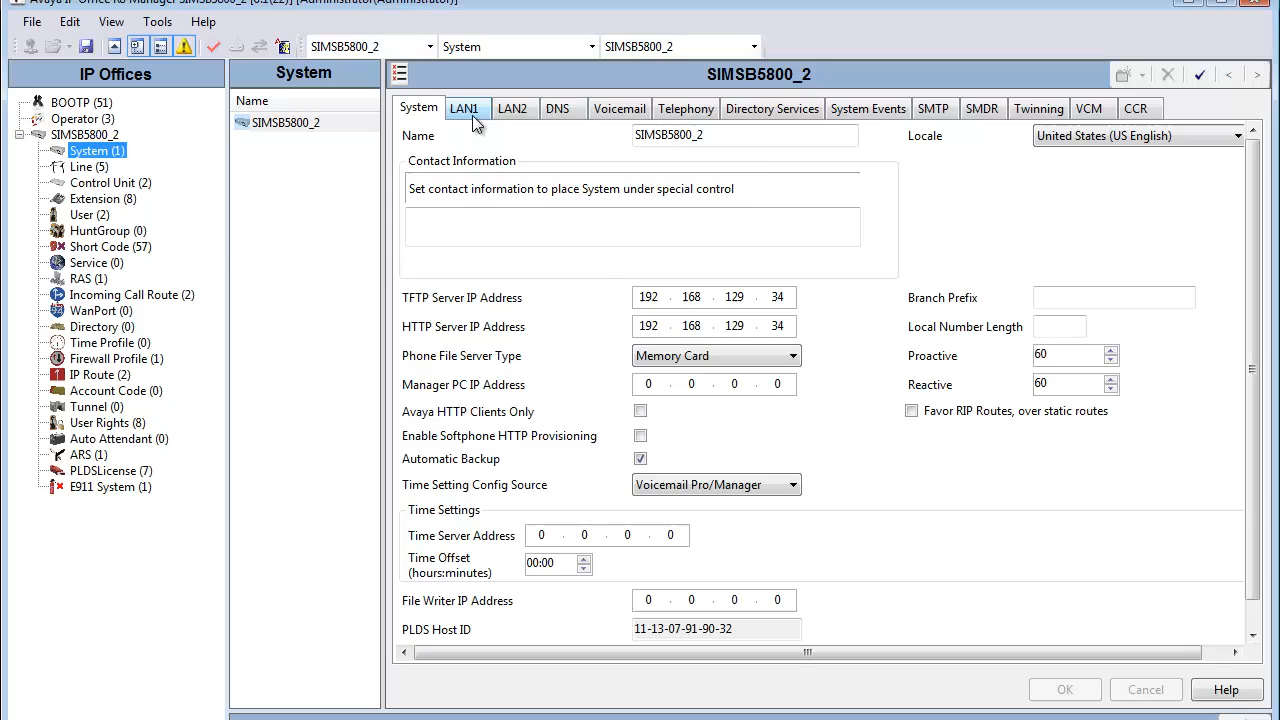 Avaya IP Office R8 Manager SIMSB5800_2 [8.1(22)] [Administrator(Administrator)]
File Edit View Tools Help
SIMSB5800_2 System SIMSB5800_2
IP Offices
BOOTP (51)
Operator (3)
SIMSB5800_2
System (1)
Line (5)
Control Unit (2)
Extension (8)
User (2)
HuntGroup (0)
Short Code (57)
Service (0)
RAS (1)
Incoming Call Route (2)
WanPort (0)
Directory (0)
Time Profile (0)
Firewall Profile (1)
IP Route (2)
Account Code (0)
Tunnel (0)
User Rights (8)
Auto Attendant (0)
ARS (1)
PLDSLicense (7)
E911 System (1)
System
Name
SIMSB5800_2
SIMSB5800_2
System LAN1 LAN2 DNS Voicemail Telephony Directory Services System Events SMTP SMDR Twinning VCM CCR
Name SIMSB5800_2 Locale United States (US English)
Contact Information
Set contact information to place System under special control
TFTP Server IP Address 192 . 168 . 129 . 34 Branch Prefix
HTTP Server IP Address 192 . 168 . 129 . 34 Local Number Length
Phone File Server Type Memory Card Proactive 60
Manager PC IP Address 0 . 0 . 0 . 0 Reactive 60
Avaya HTTP Clients Only Favor RIP Routes, over static routes
Enable Softphone HTTP Provisioning
Automatic Backup
Time Setting Config Source Voicemail Pro/Manager
Time Settings
Time Server Address 0 . 0 . 0 . 0
Time Offset
(hours:minutes) 00:00
File Writer IP Address 0 . 0 . 0 . 0
PLDS Host ID 11-13-07-91-90-32
OK Cancel Help